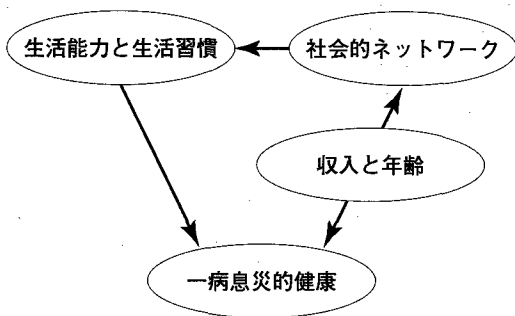 生活能力と生活習慣
社会的ネットワーク
収入と年齢
一病息災的健康